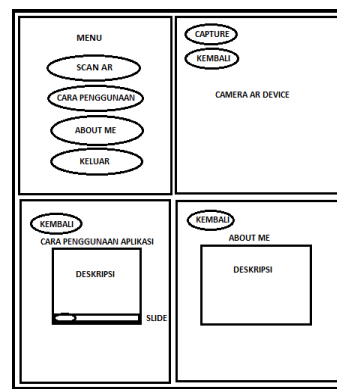 MENU
SCAN AR
CARA PENGGUNAAN
ABOUT ME
KELUAR
CAPTURE
KEMBALI
CAMERA AR DEVICE
KEMBALI
CARA PENGGUNAAN APLIKASI
DESKRIPSI
SLIDE
KEMBALI
ABOUT ME
DESKRIPSI